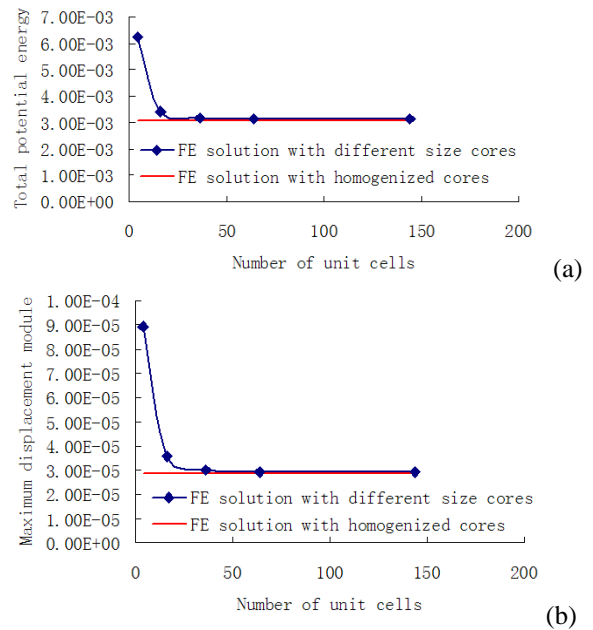 Total potential energy
7.00E-03
6.00E-03
5.00E-03
4.00E-03
3.00E-03
2.00E-03
1.00E-03
0.00E+00
FE solution with different size cores
FE solution with homogenized cores
0 50 100 150 200
Number of unit cells
(a)
Maximum displacement module
1.00E-04
9.00E-05
8.00E-05
7.00E-05
6.00E-05
5.00E-05
4.00E-05
3.00E-05
2.00E-05
1.00E-05
0.00E+00
FE solution with different size cores
FE solution with homogenized cores
0 50 100 150 200
Number of unit cells
(b)